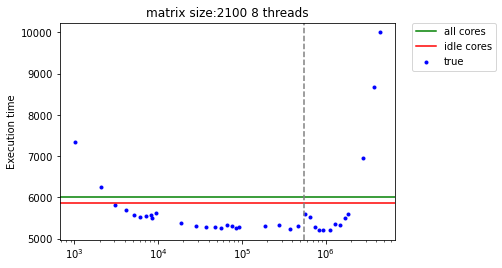 matrix size:2100 8 threads
10000
9000
8000
7000
6000
5000
Execution time
10³
10⁴
10⁵
10⁶
all cores
idle cores
true